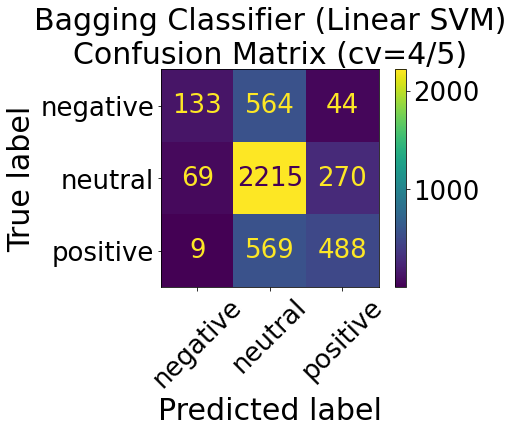 Bagging Classifier (Linear SVM)
Confusion Matrix (cv=4/5)
True label
negative 133 564 44
neutral 69 2215 270
positive 9 569 488
2000
1000
negative neutral positive
Predicted label